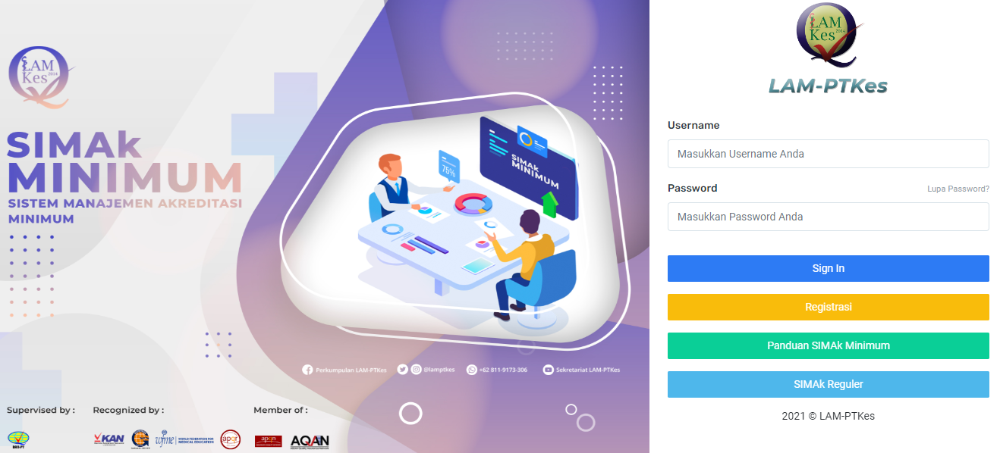 LAM
Kes
2014
SIMAk
MINIMUM
SISTEM MANAJEMEN AKREDITASI
MINIMUM
75%
SIMAk
MINIMUM
Perkumpulan LAM-PTKes
@lamptkes
+62 811-9173-306
Sekretariat LAM-PTKes
Supervised by :
Recognized by :
Member of :
BAN-PT
KAN
wfme
WORLD FEDERATION FOR
MEDICAL EDUCATION
apqr
apqn
AQAN
LAM
Kes
2014
LAM-PTKes
Username
Masukkan Username Anda
Password
Lupa Password?
Masukkan Password Anda
Sign In
Registrasi
Panduan SIMAk Minimum
SIMAk Reguler
2021 © LAM-PTKes